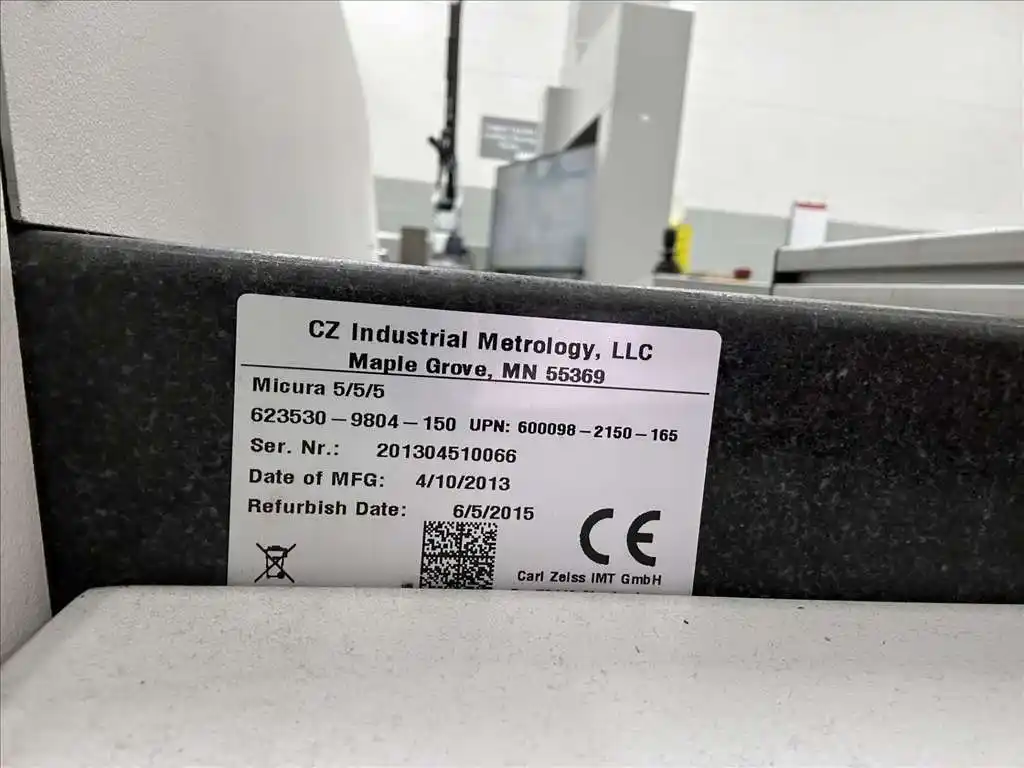 CZ Industrial Metrology, LLC
Maple Grove, MN 55369
Micura 5/5/5
623530-9804-150 UPN: 600098-2150-165
Ser. Nr.: 201304510066
Date of MFG: 4/10/2013
Refurbish Date: 6/5/2015
CE
Carl Zeiss IMT GmbH